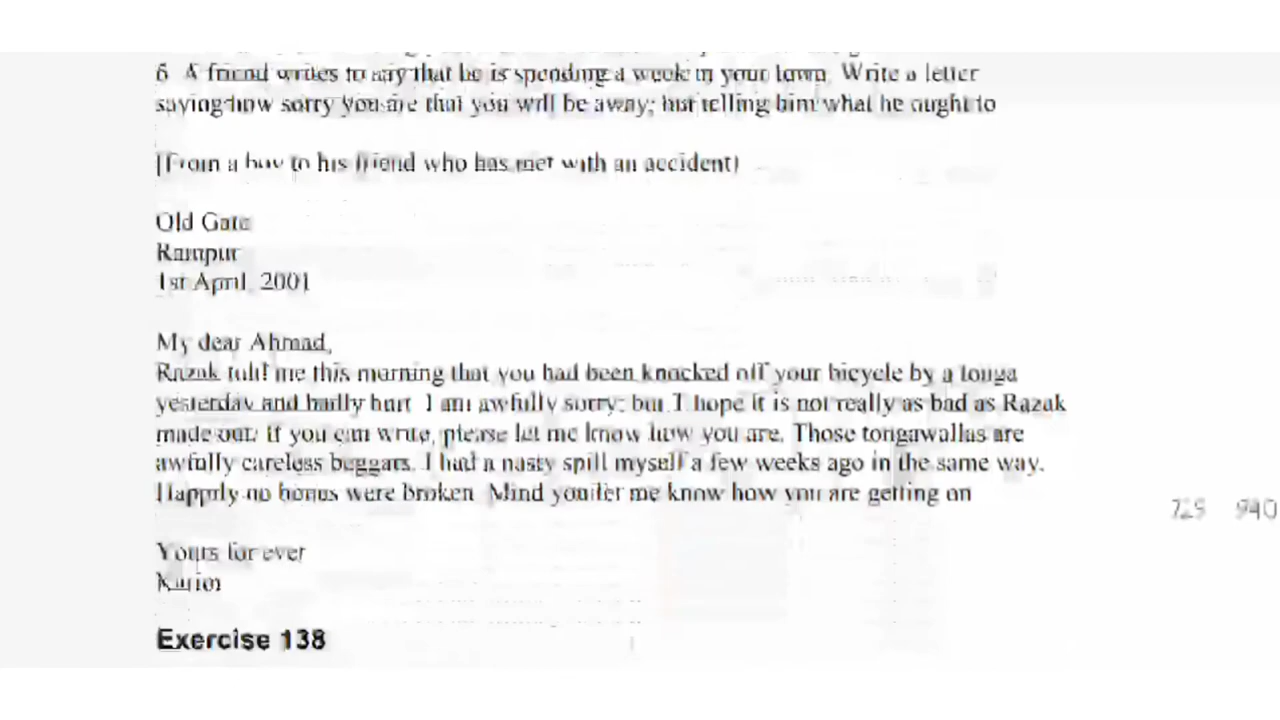 6 A friend writes to say that he is spending a week in your town. Write a letter
saying how sorry you are that you will be away; but telling him what he ought to
(From a boy to his friend who has met with an accident)
Old Gate
Rampur
1st April, 2001
My dear Ahmad,
Razak told me this morning that you had been knocked off your bicycle by a tonga
yesterday and badly hurt. I am awfully sorry; but I hope it is not really as bad as Razak
made out. If you can write, please let me know how you are. Those tongawallas are
awfully careless beggars. I had a nasty spill myself a few weeks ago in the same way.
Happily no bones were broken. Mind you let me know how you are getting on
Yours for ever
Karim
Exercise 138